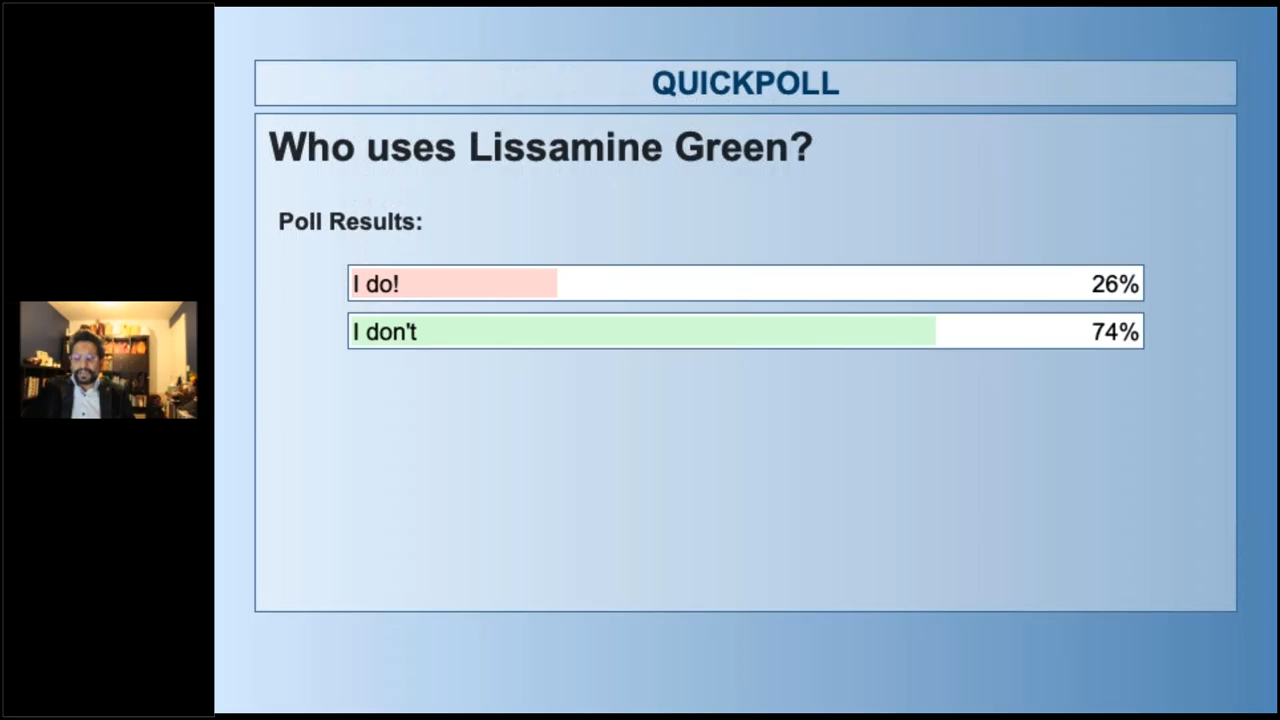 QUICKPOLL
Who uses Lissamine Green?
Poll Results:
I do! 26%
I don't 74%